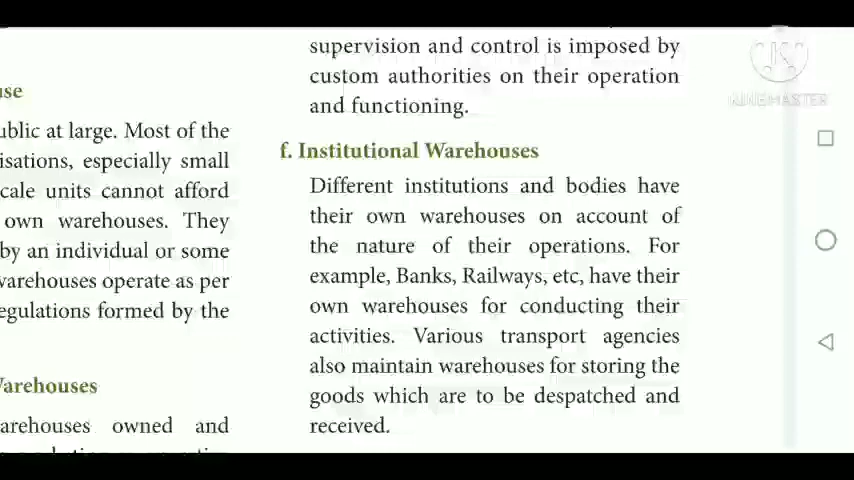 use
ublic at large. Most of the
isations, especially small
cale units cannot afford
own warehouses. They
by an individual or some
warehouses operate as per
egulations formed by the
Warehouses
arehouses owned and
supervision and control is imposed by
custom authorities on their operation
and functioning.
f. Institutional Warehouses
Different institutions and bodies have
their own warehouses on account of
the nature of their operations. For
example, Banks, Railways, etc, have their
own warehouses for conducting their
activities. Various transport agencies
also maintain warehouses for storing the
goods which are to be despatched and
received.
KINEMASTER